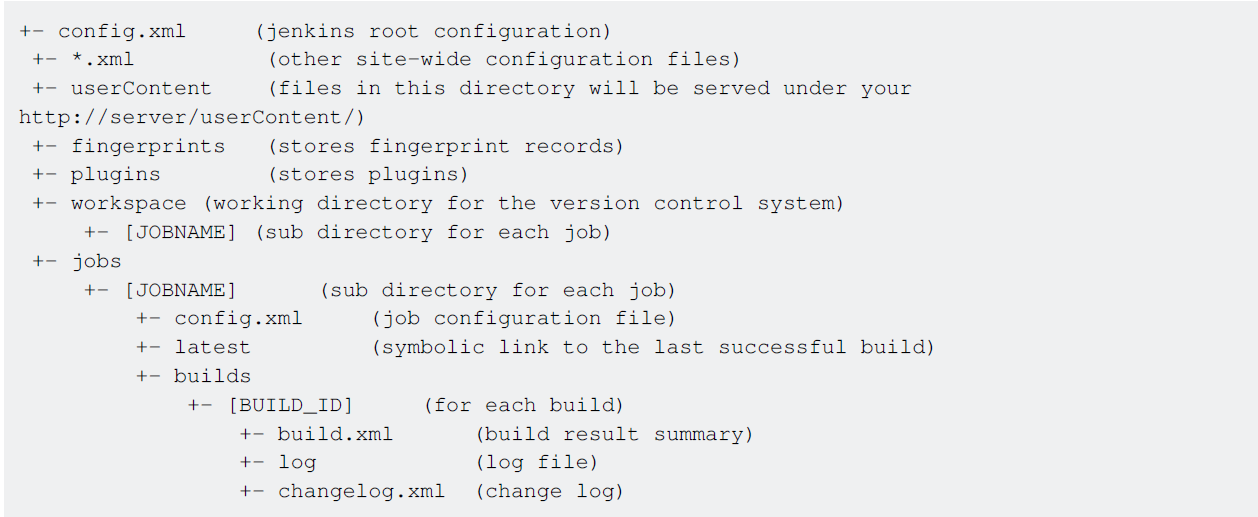 +- config.xml     (jenkins root configuration)
 +- *.xml          (other site-wide configuration files)
 +- userContent    (files in this directory will be served under your
http://server/userContent/)
 +- fingerprints   (stores fingerprint records)
 +- plugins        (stores plugins)
 +- workspace (working directory for the version control system)
     +- [JOBNAME] (sub directory for each job)
 +- jobs
     +- [JOBNAME]      (sub directory for each job)
         +- config.xml     (job configuration file)
         +- latest         (symbolic link to the last successful build)
         +- builds
             +- [BUILD_ID]     (for each build)
                 +- build.xml      (build result summary)
                 +- log            (log file)
                 +- changelog.xml  (change log)